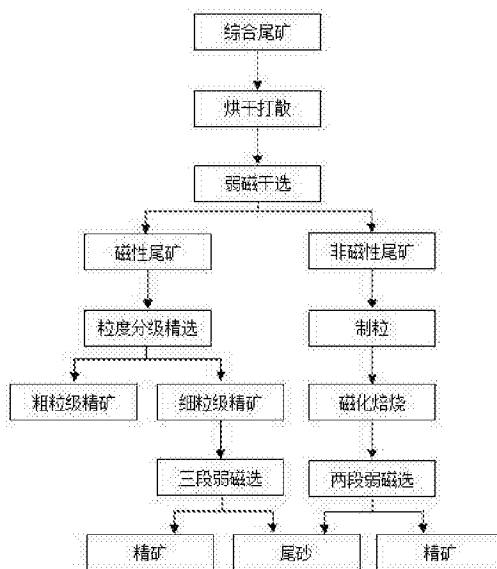 综合尾矿
烘干打散
弱磁干选
磁性尾矿
非磁性尾矿
粒度分级精选
制粒
粗粒级精矿
细粒级精矿
磁化焙烧
三段弱磁选
两段弱磁选
精矿
尾砂
精矿